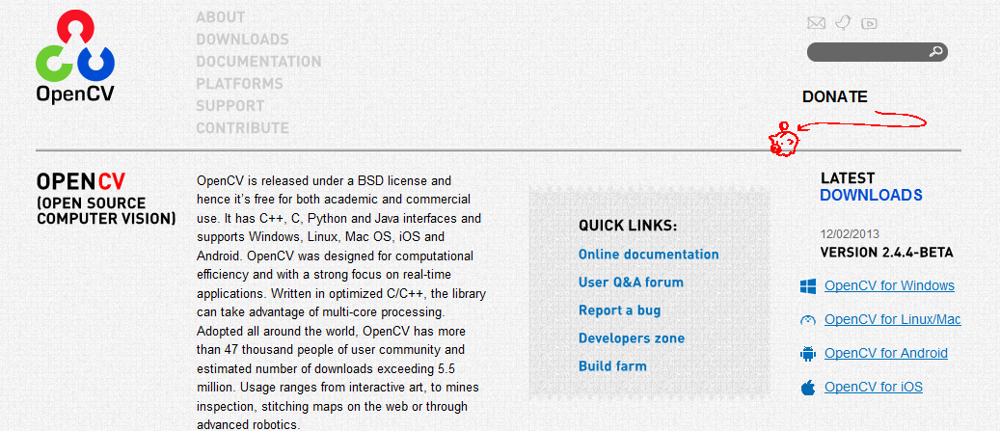 OpenCV
ABOUT
DOWNLOADS
DOCUMENTATION
PLATFORMS
SUPPORT
CONTRIBUTE
DONATE
OPENCV
(OPEN SOURCE
COMPUTER VISION)
OpenCV is released under a BSD license and
hence it's free for both academic and commercial
use. It has C++, C, Python and Java interfaces and
supports Windows, Linux, Mac OS, iOS and
Android. OpenCV was designed for computational
efficiency and with a strong focus on real-time
applications. Written in optimized C/C++, the library
can take advantage of multi-core processing.
Adopted all around the world, OpenCV has more
than 47 thousand people of user community and
estimated number of downloads exceeding 5.5
million. Usage ranges from interactive art, to mines
inspection, stitching maps on the web or through
advanced robotics.
QUICK LINKS:
Online documentation
User Q&A forum
Report a bug
Developers zone
Build farm
LATEST
DOWNLOADS
12/02/2013
VERSION 2.4.4-BETA
OpenCV for Windows
OpenCV for Linux/Mac
OpenCV for Android
OpenCV for iOS